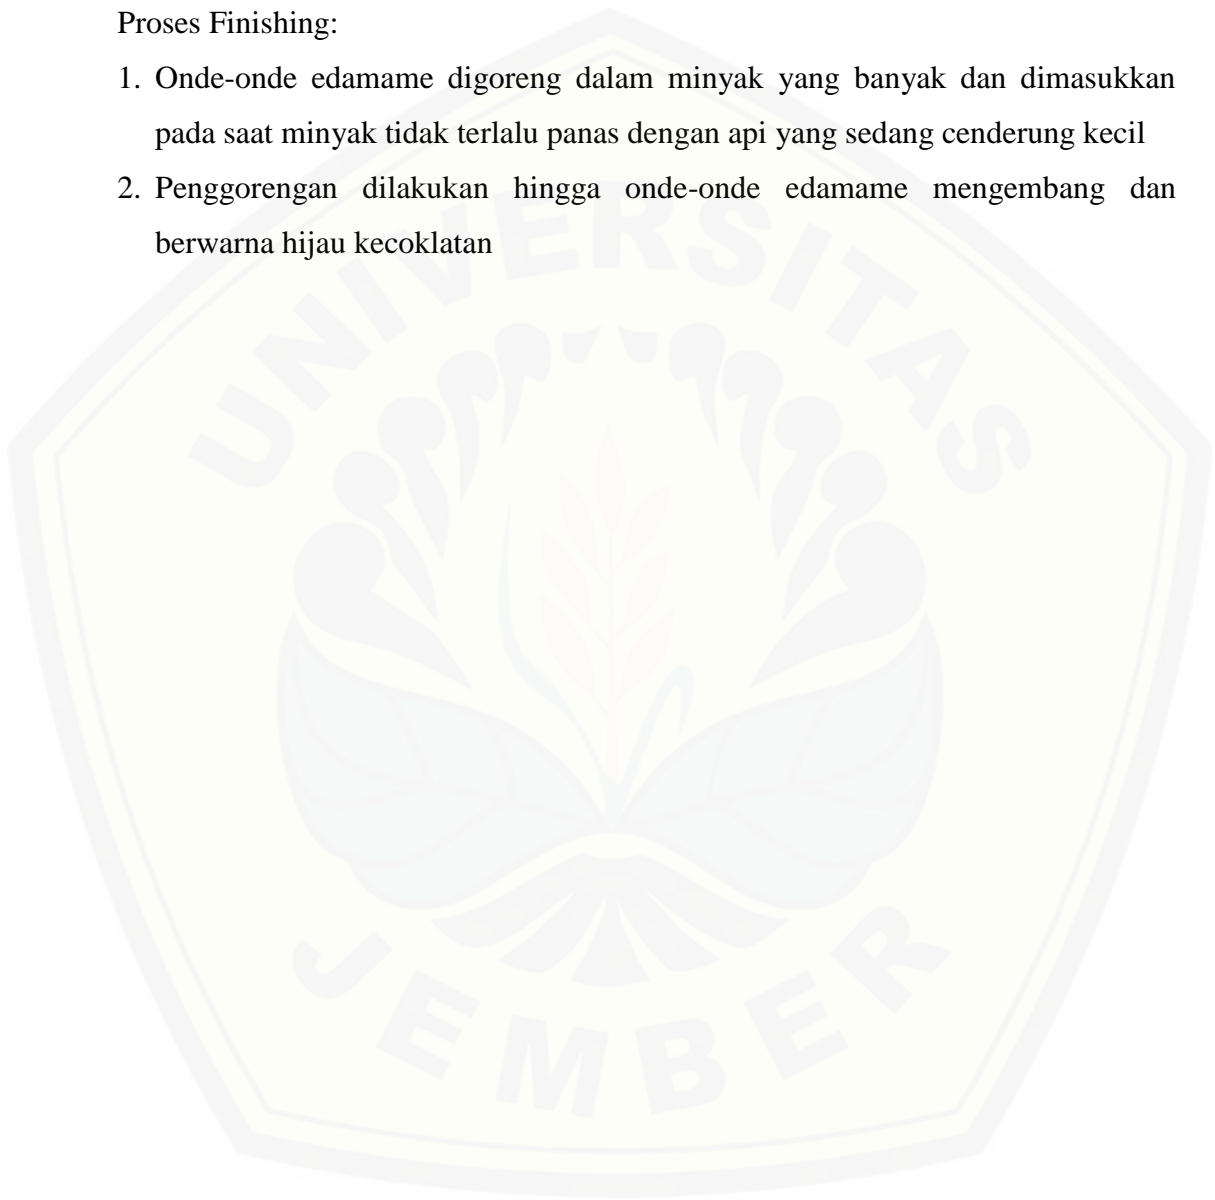 Proses Finishing:
1. Onde-onde edamame digoreng dalam minyak yang banyak dan dimasukkan
pada saat minyak tidak terlalu panas dengan api yang sedang cenderung kecil
2. Penggorengan dilakukan hingga onde-onde edamame mengembang dan
berwarna hijau kecoklatan
UNIVERSITAS
JEMBER